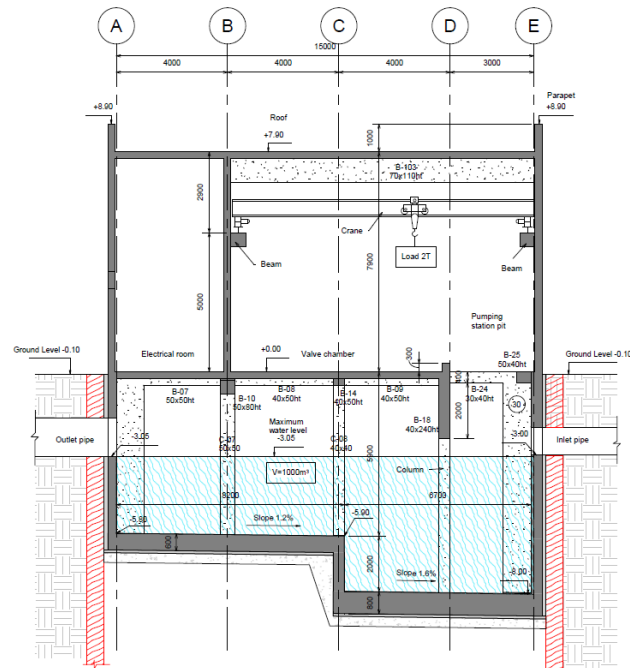 A
B
C
D
E
15000
4000
4000
4000
3000
Parapet
+8.90
+8.90
Roof
+7.90
1000
B-103
70x110ht
2900
Crane
Load 2T
Beam
Beam
7900
5000
Pumping
station pit
Ground Level -0.10
Electrical room
+0.00
Valve chamber
300
B-25
50x40ht
Ground Level -0.10
B-07
50x50ht
B-08
40x50ht
B-14
40x50ht
B-09
40x50ht
400
B-24
30x40ht
B-10
50x80ht
-30
Maximum
water level
-3.05
B-18
40x240ht
2000
Outlet pipe
-3.05
C-07
50x50
C-08
40x40
5900
-3.00
Inlet pipe
V=1000m³
Column
8200
6700
-5.80
Slope 1.2%
-5.90
600
2000
Slope 1.6%
-8.00
800